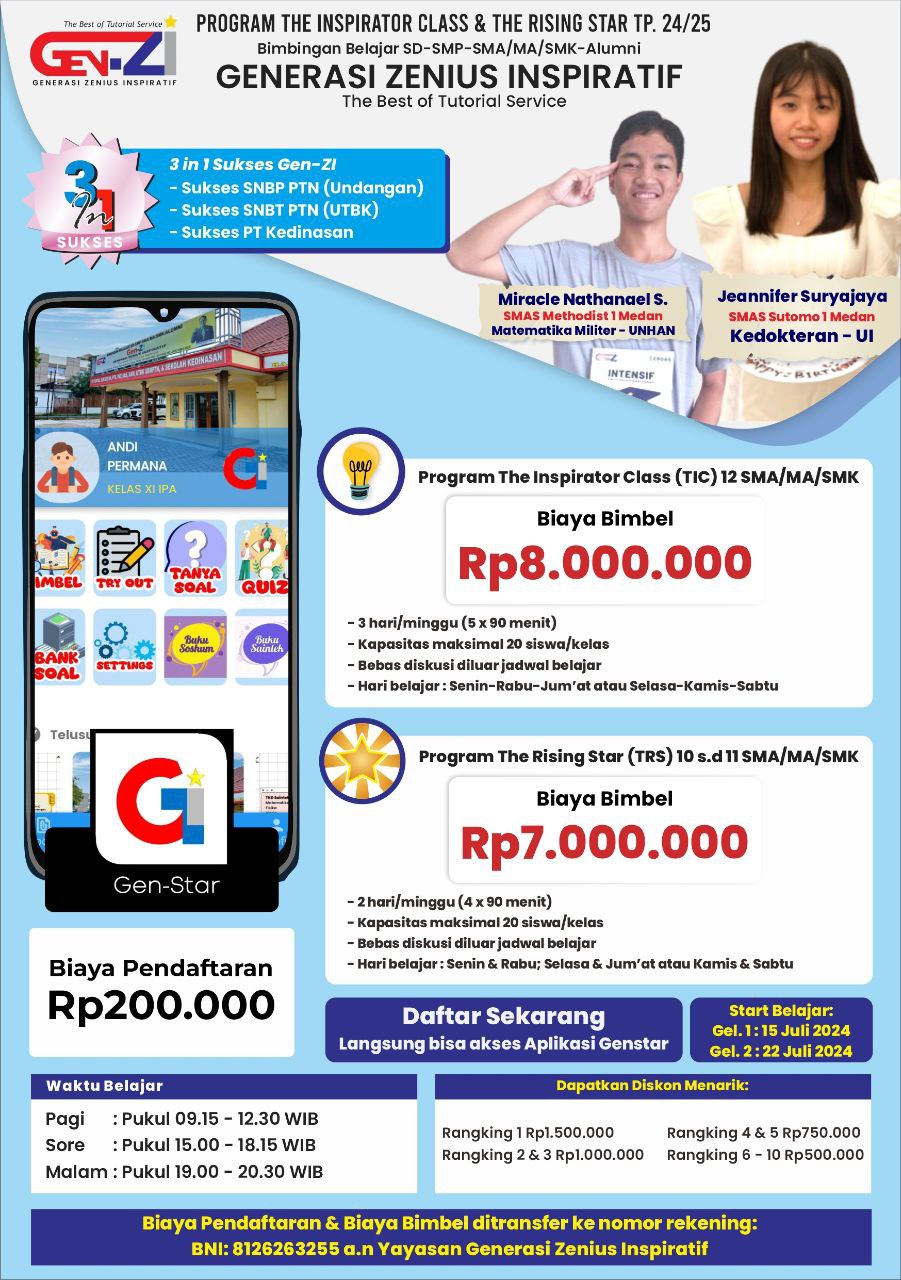 The Best of Tutorial Service
GEN-ZI
GENERASI ZENIUS INSPIRATIF
PROGRAM THE INSPIRATOR CLASS & THE RISING STAR TP. 24/25
Bimbingan Belajar SD-SMP-SMA/MA/SMK-Alumni
GENERASI ZENIUS INSPIRATIF
The Best of Tutorial Service
3 In 1
SUKSES
3 in 1 Sukses Gen-ZI
- Sukses SNBP PTN (Undangan)
- Sukses SNBT PTN (UTBK)
- Sukses PT Kedinasan
Miracle Nathanael S.
SMAS Methodist 1 Medan
Matematika Militer - UNHAN
INTENSIF
Jeannifer Suryajaya
SMAS Sutomo 1 Medan
Kedokteran - UI
ANDI
PERMANA
KELAS XI IPA
GI
IMBEL
TRY OUT
TANYA
SOAL
QUIZ
BANK
SOAL
SETTINGS
Buku
Soshum
Buku
Saintek
Telusu
GI
Gen-Star
Biaya Pendaftaran
Rp200.000
Program The Inspirator Class (TIC) 12 SMA/MA/SMK
Biaya Bimbel
Rp8.000.000
- 3 hari/minggu (5 x 90 menit)
- Kapasitas maksimal 20 siswa/kelas
- Bebas diskusi diluar jadwal belajar
- Hari belajar : Senin-Rabu-Jum'at atau Selasa-Kamis-Sabtu
Program The Rising Star (TRS) 10 s.d 11 SMA/MA/SMK
Biaya Bimbel
Rp7.000.000
- 2 hari/minggu (4 x 90 menit)
- Kapasitas maksimal 20 siswa/kelas
- Bebas diskusi diluar jadwal belajar
- Hari belajar : Senin & Rabu; Selasa & Jum'at atau Kamis & Sabtu
Daftar Sekarang
Langsung bisa akses Aplikasi Genstar
Start Belajar:
Gel. 1 : 15 Juli 2024
Gel. 2 : 22 Juli 2024
Waktu Belajar
Pagi : Pukul 09.15 - 12.30 WIB
Sore : Pukul 15.00 - 18.15 WIB
Malam : Pukul 19.00 - 20.30 WIB
Dapatkan Diskon Menarik:
Rangking 1 Rp1.500.000
Rangking 2 & 3 Rp1.000.000
Rangking 4 & 5 Rp750.000
Rangking 6 - 10 Rp500.000
Biaya Pendaftaran & Biaya Bimbel ditransfer ke nomor rekening:
BNI: 8126263255 a.n Yayasan Generasi Zenius Inspiratif